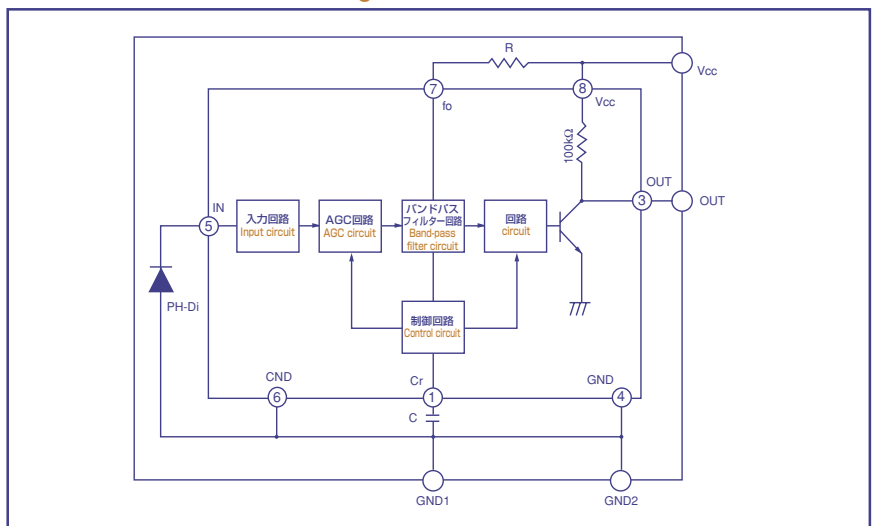 R
Vcc
7
8
fo
Vcc
100kΩ
IN
OUT
5
入力回路
Input circuit
AGC回路
AGC circuit
バンドパス
フィルター回路
Band-pass
filter circuit
回路
circuit
3
OUT
PH-Di
制御回路
Control circuit
CND
Cr
GND
6
1
4
C
GND1
GND2